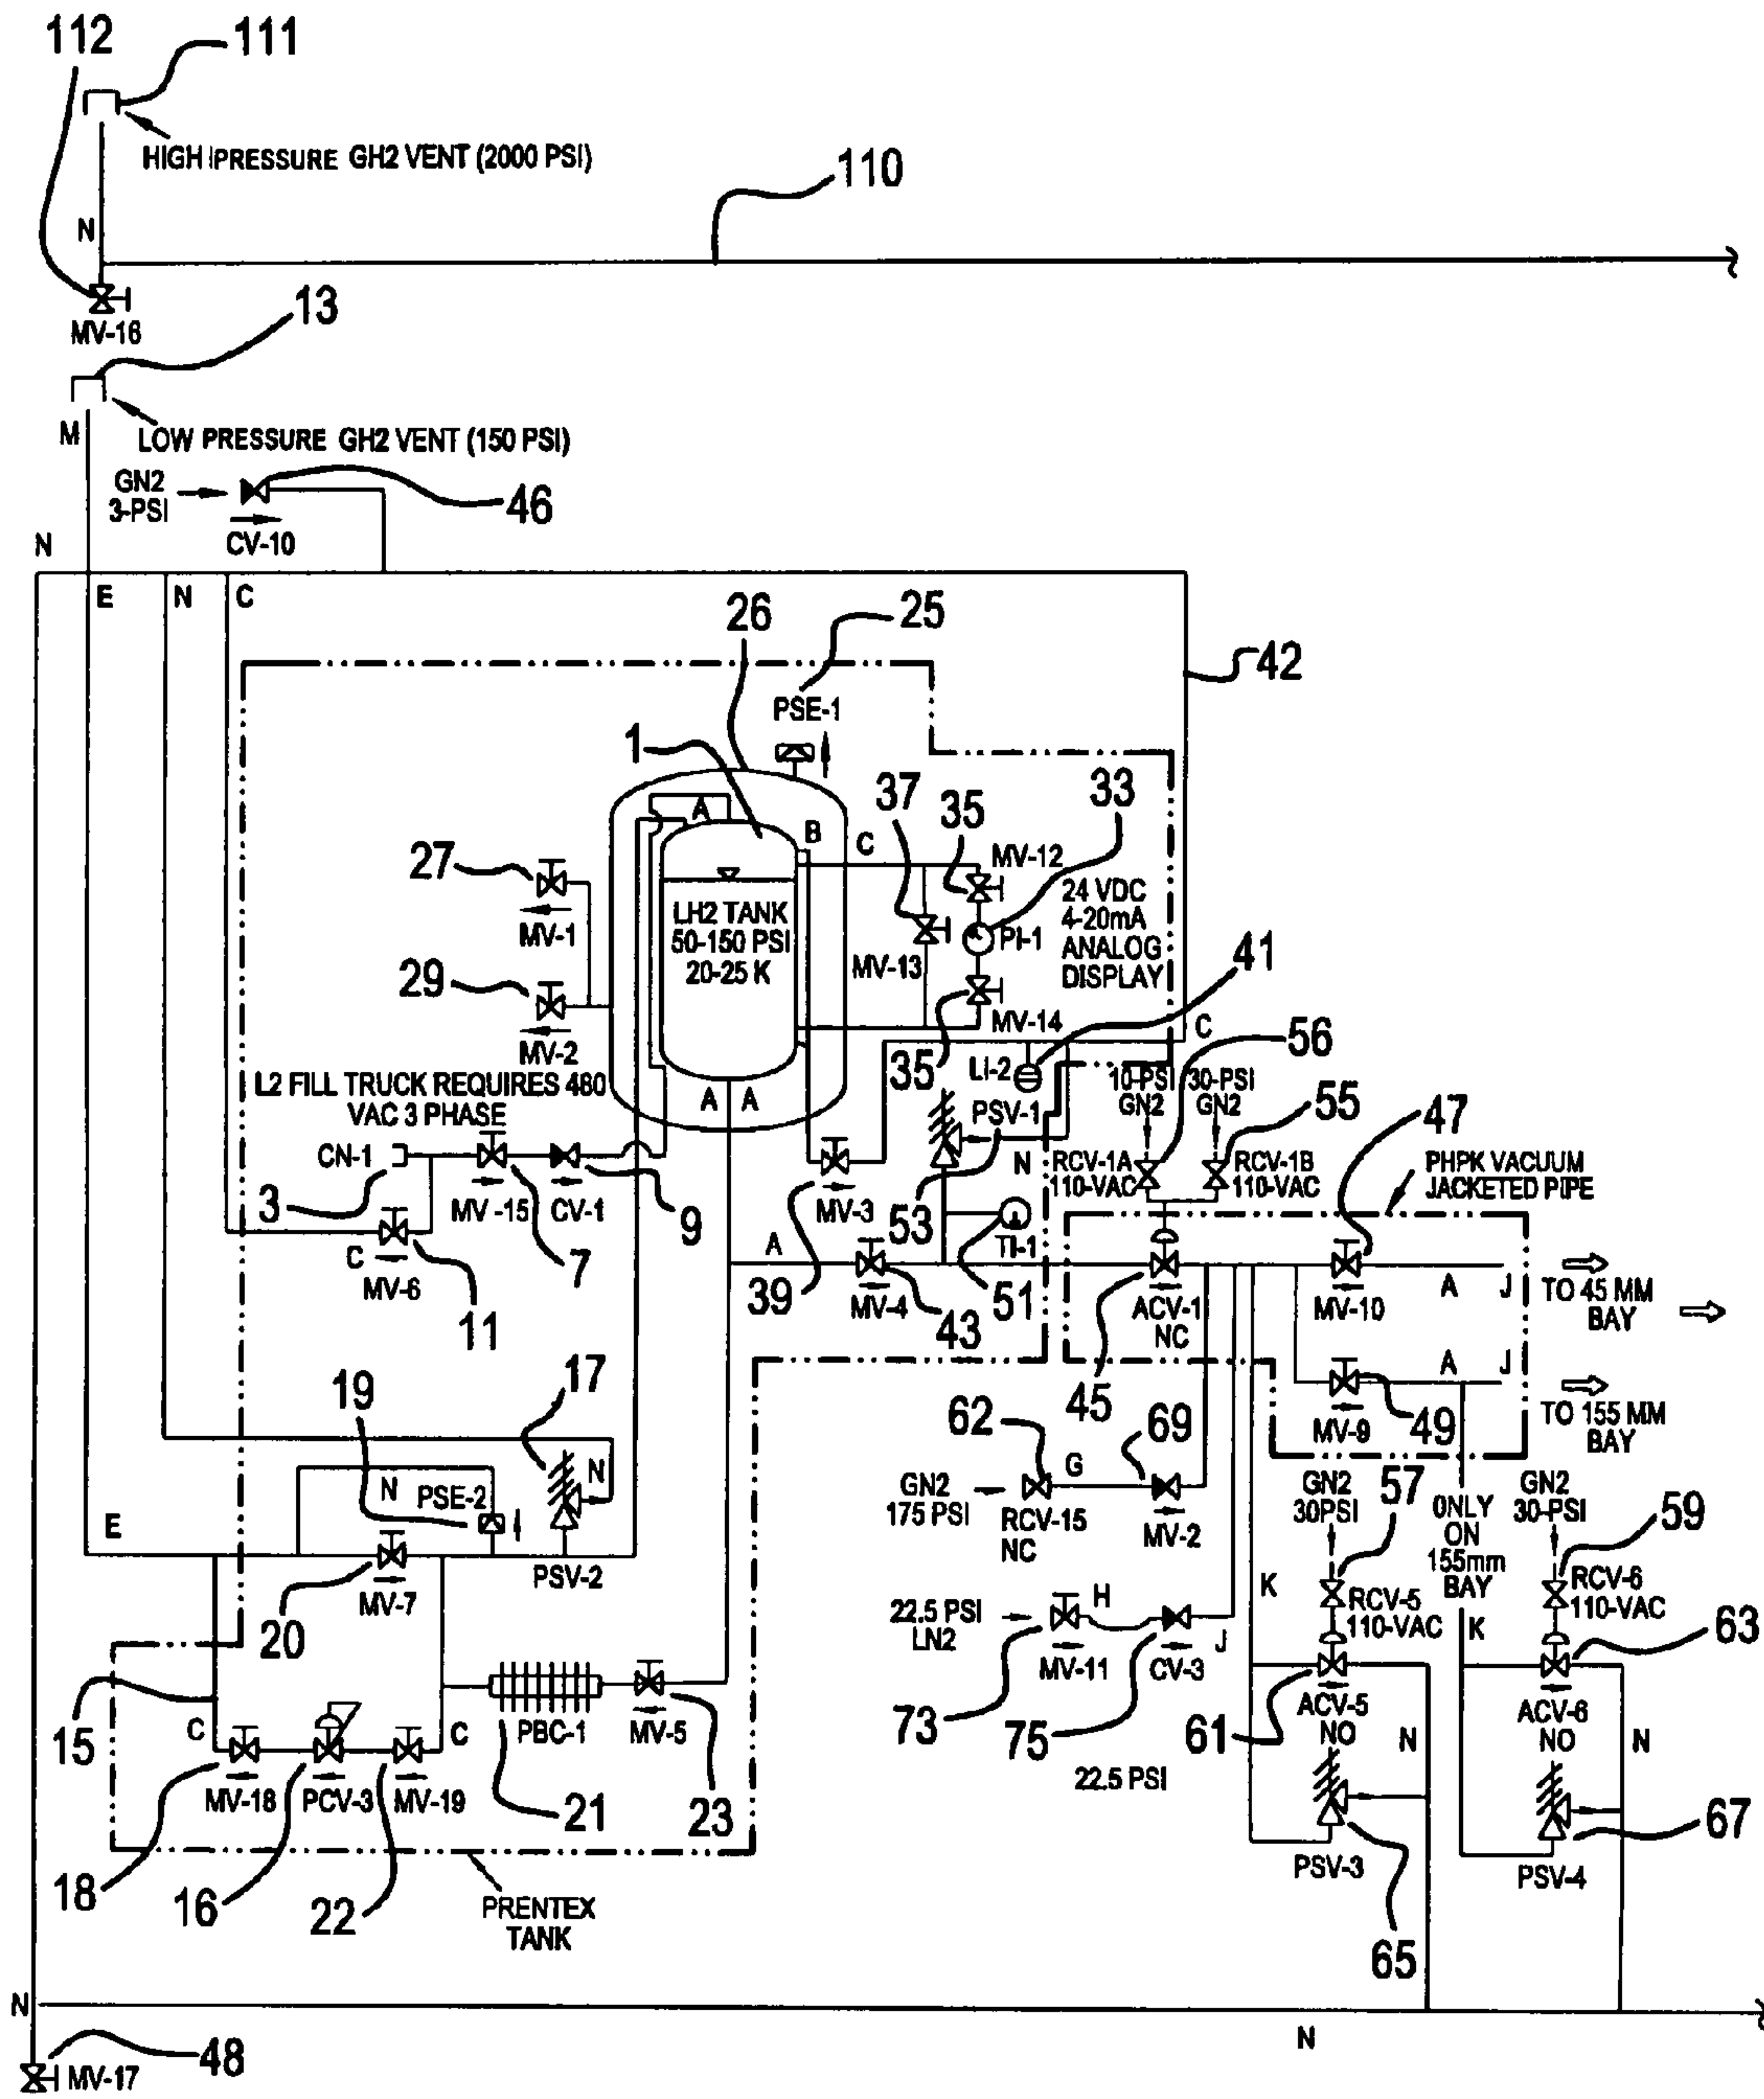 112
111
HIGH PRESSURE GH2 VENT (2000 PSI)
110
N
MV-16
13
M
LOW PRESSURE GH2 VENT (150 PSI)
GN2
3-PSI
46
CV-10
N
E
N
C
26
25
42
PSE-1
1
37
35
33
A
B
C
MV-12
27
24 VDC
4-20mA
ANALOG
DISPLAY
LH2 TANK
50-150 PSI
20-25 K
PI-1
MV-1
MV-13
41
29
MV-14
MV-2
C
56
35
LI-2
L2 FILL TRUCK REQUIRES 480
VAC 3 PHASE
A
A
10-PSI
GN2
30-PSI
GN2
55
47
PSV-1
CN-1
N
RCV-1A
110-VAC
RCV-1B
110-VAC
PHPK VACUUM
JACKETED PIPE
3
MV-15
CV-1
9
MV-3
53
7
A
TI-1
C
MV-6
39
MV-4
43
51
ACV-1
NC
MV-10
A
J
TO 45 MM
BAY
11
19
17
45
A
J
MV-9
49
TO 155 MM
BAY
62
69
N
PSE-2
N
G
GN2
175 PSI
RCV-15
NC
MV-2
GN2
30PSI
57
ONLY
ON
155mm
BAY
GN2
30-PSI
59
E
PSV-2
MV-7
20
K
RCV-5
110-VAC
RCV-6
110-VAC
22.5 PSI
LN2
H
J
K
63
MV-11
CV-3
15
PBC-1
MV-5
73
75
61
ACV-5
NO
ACV-6
NO
C
C
N
N
MV-18
PCV-3
MV-19
21
23
22.5 PSI
18
16
22
PRENTEX
TANK
PSV-3
PSV-4
67
65
N
N
48
MV-17